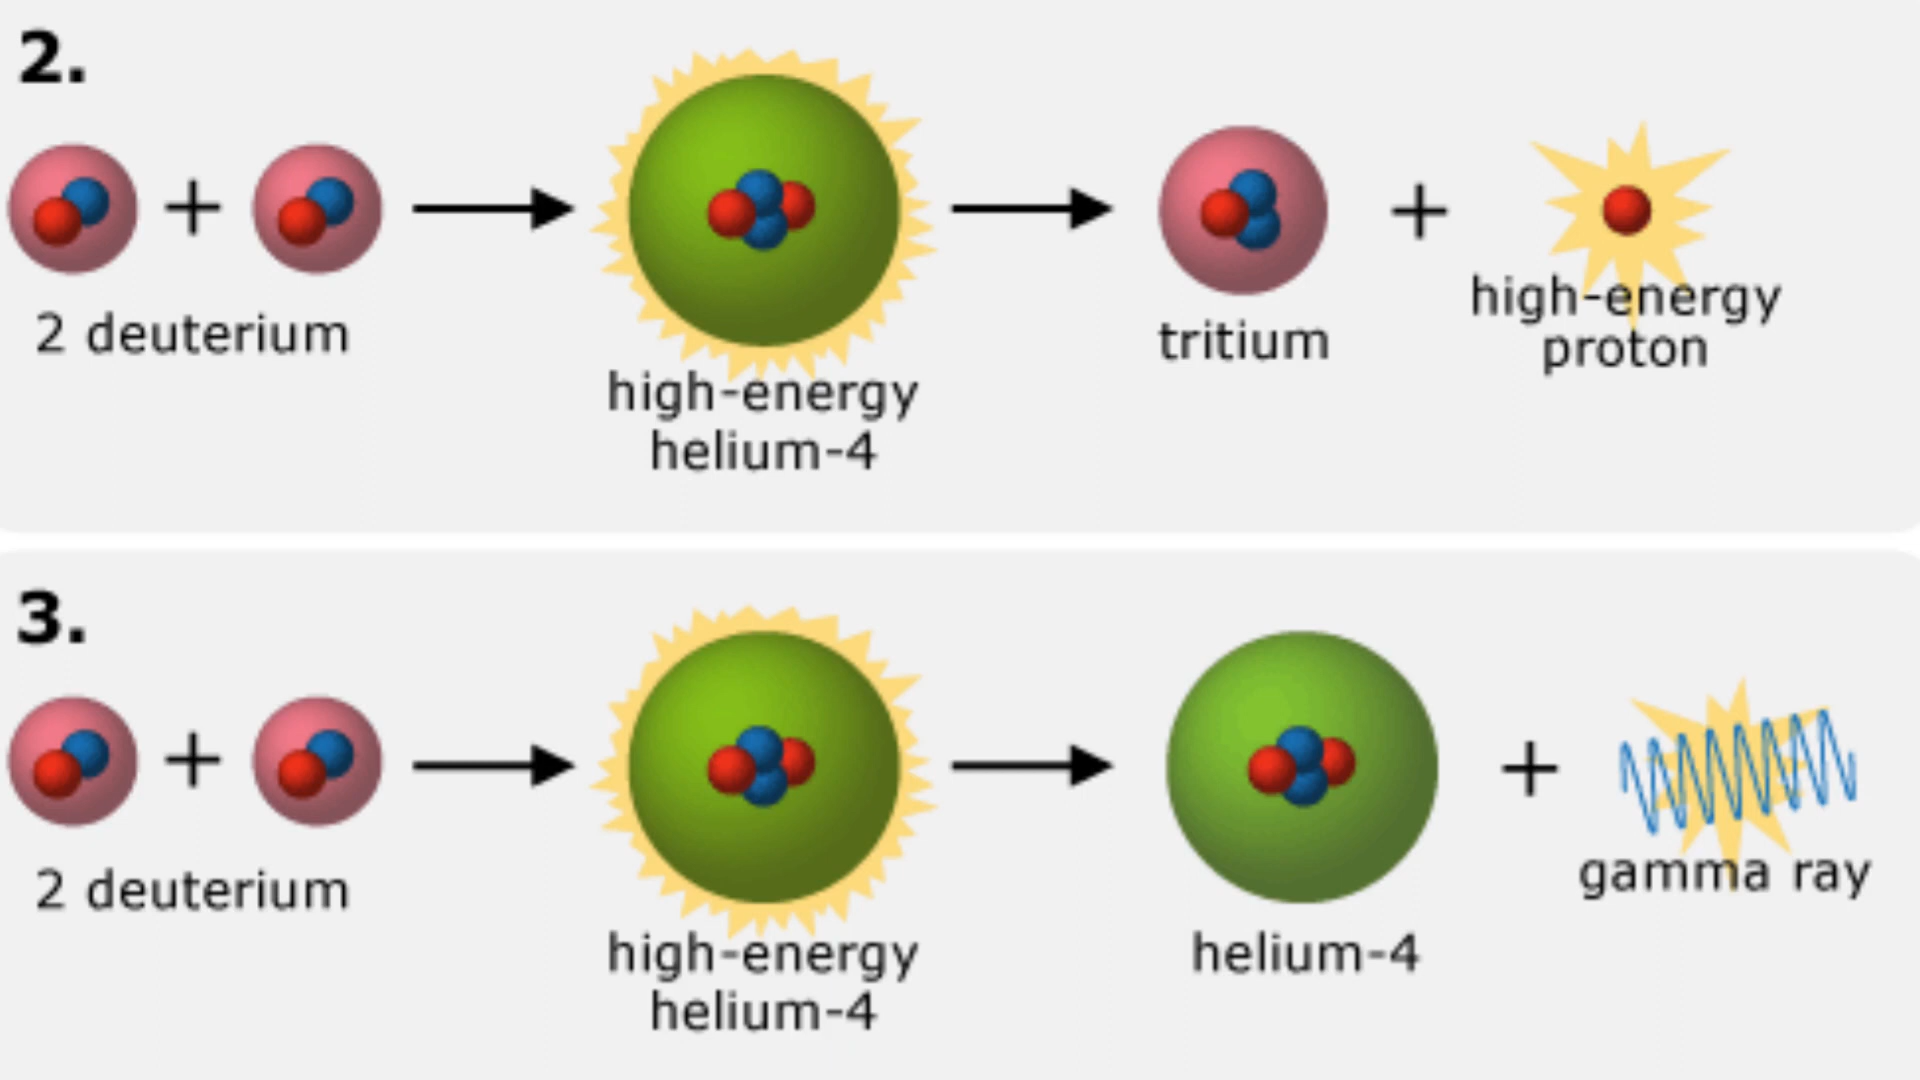 2.
+
+
2 deuterium
high-energy
helium-4
tritium
high-energy
proton
3.
+
+
2 deuterium
high-energy
helium-4
helium-4
gamma ray